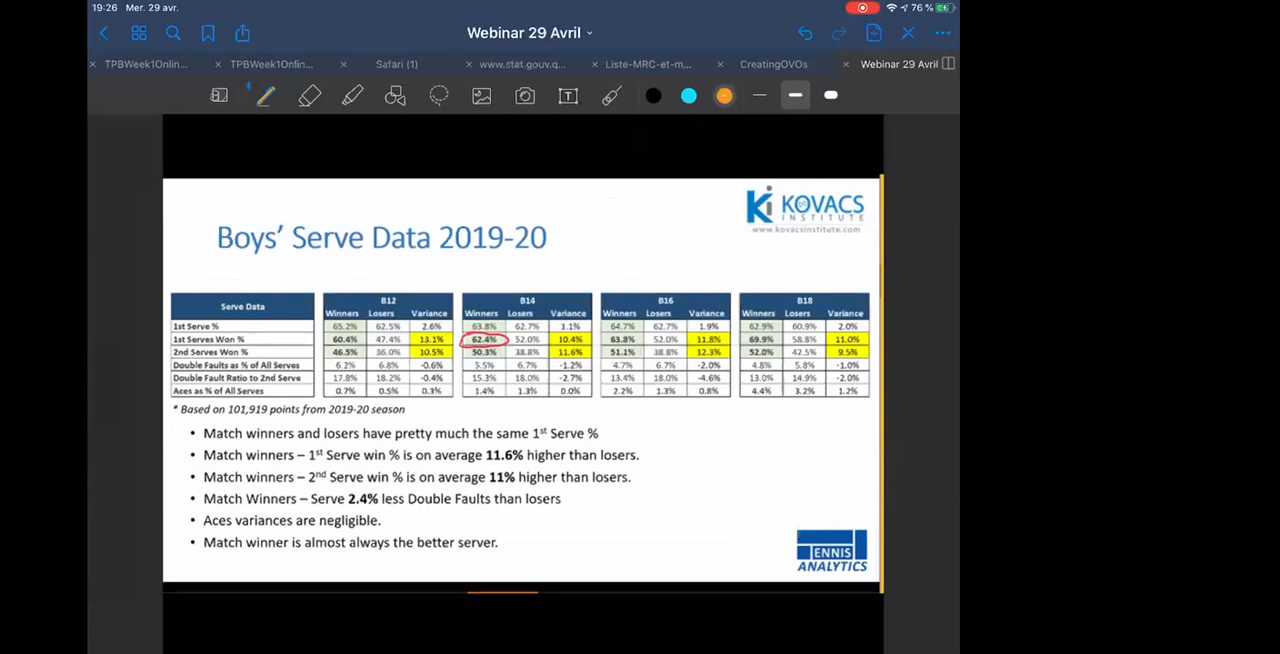 19:26 Mer. 29 avr.
76 %
Webinar 29 Avril
TPBWeek1Onlin...
TPBWeek1Onlin...
Safari (1)
www.stat.gouv.q...
Liste-MRC-et-m...
CreatingOVOs
Webinar 29 Avril
T
Ki KOVACS
INSTITUTE
www.kovacsinstitute.com
Boys' Serve Data 2019-20
Serve Data B12 B14 B16 B18
Winners Losers Variance Winners Losers Variance Winners Losers Variance Winners Losers Variance
1st Serve % 65.2% 62.5% 2.6% 63.8% 62.7% 1.1% 64.7% 62.7% 1.9% 62.9% 60.9% 2.0%
1st Serves Won % 60.4% 47.4% 13.1% 62.4% 52.0% 10.4% 63.8% 52.0% 11.8% 69.9% 58.8% 11.0%
2nd Serves Won % 46.5% 36.0% 10.5% 50.3% 38.8% 11.6% 51.1% 38.8% 12.3% 52.0% 42.5% 9.5%
Double Faults as % of All Serves 6.2% 6.8% -0.6% 5.5% 6.7% -1.2% 4.7% 6.7% -2.0% 4.8% 5.8% -1.0%
Double Fault Ratio to 2nd Serve 17.8% 18.2% -0.4% 15.3% 18.0% -2.7% 13.4% 18.0% -4.6% 13.0% 14.9% -2.0%
Aces as % of All Serves 0.7% 0.5% 0.3% 1.4% 1.3% 0.0% 2.2% 1.3% 0.8% 4.4% 3.2% 1.2%
* Based on 101,919 points from 2019-20 season
• Match winners and losers have pretty much the same 1st Serve %
• Match winners – 1st Serve win % is on average 11.6% higher than losers.
• Match winners – 2nd Serve win % is on average 11% higher than losers.
• Match Winners – Serve 2.4% less Double Faults than losers
• Aces variances are negligible.
• Match winner is almost always the better server.
TENNIS
ANALYTICS